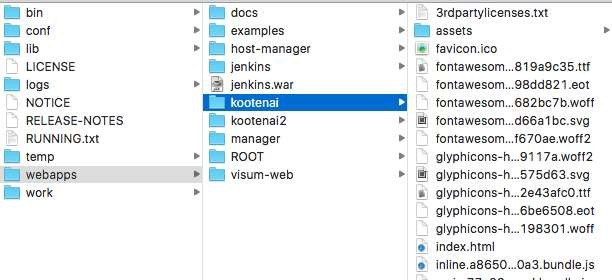 bin
conf
lib
LICENSE
logs
NOTICE
RELEASE-NOTES
RUNNING.txt
temp
webapps
work
docs
examples
host-manager
jenkins
jenkins.war
kootenai
kootenai2
manager
ROOT
visum-web
3rdpartylicenses.txt
assets
favicon.ico
fontawesom...819a9c35.ttf
fontawesom...98dd821.eot
fontawesom...682bc7b.woff
fontawesom...d66a1bc.svg
fontawesom...f670ae.woff2
glyphicons-h...9117a.woff2
glyphicons-h...575d63.svg
glyphicons-h...2e43afc0.ttf
glyphicons-h...6be6508.eot
glyphicons-h...198301.woff
index.html
inline.a8650...0a3.bundle.js